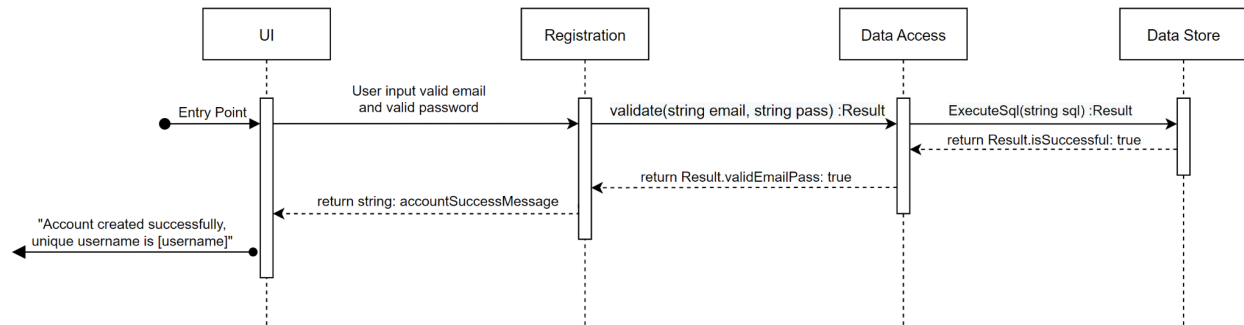 UI
Registration
Data Access
Data Store
Entry Point
User input valid email
and valid password
validate(string email, string pass) :Result
ExecuteSql(string sql) :Result
return Result.isSuccessful: true
return Result.validEmailPass: true
return string: accountSuccessMessage
"Account created successfully,
unique username is [username]"